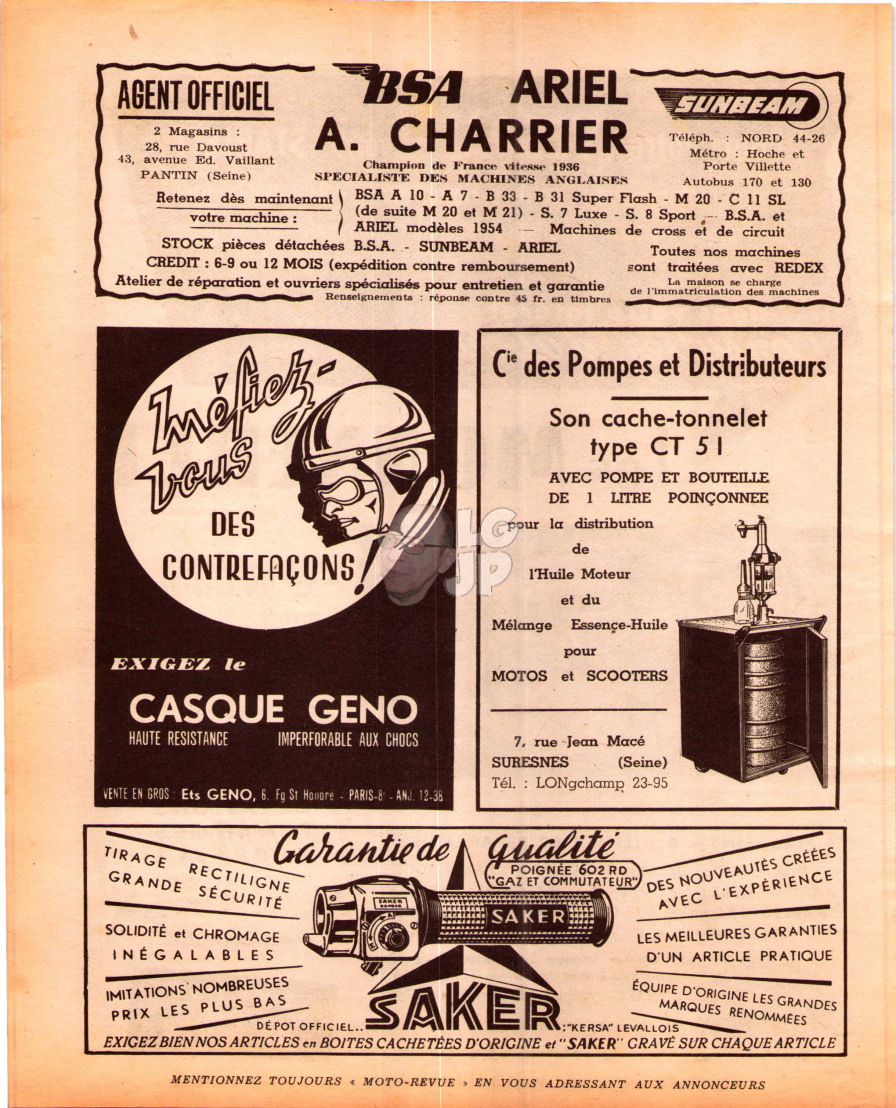 AGENT OFFICIEL
2 Magasins :
28, rue Davoust
43, avenue Ed. Vaillant
PANTIN (Seine)
BSA ARIEL
A. CHARRIER
Champion de France vitesse 1936
SPECIALISTE DES MACHINES ANGLAISES
SUNBEAM
Téléph. : NORD 44-26
Métro : Hoche et
Porte Villette
Autobus 170 et 130
Retenez dès maintenant
votre machine :
BSA A 10 - A 7 - B 33 - B 31 Super Flash - M 20 - C 11 SL
(de suite M 20 et M 21) - S. 7 Luxe - S. 8 Sport - B.S.A. et
ARIEL modèles 1954 — Machines de cross et de circuit
STOCK pièces détachées B.S.A. - SUNBEAM - ARIEL
CREDIT : 6-9 ou 12 MOIS (expédition contre remboursement)
Atelier de réparation et ouvriers spécialisés pour entretien et garantie
Renseignements : réponse contre 45 fr. en timbres
Toutes nos machines
sont traitées avec REDEX
La maison se charge
de l'immatriculation des machines
Méfiez-
vous
DES
CONTREFAÇONS!
EXIGEZ le
CASQUE GENO
HAUTE RESISTANCE IMPERFORABLE AUX CHOCS
VENTE EN GROS : Ets GENO, 6. Fg St Honore - PARIS-8e - ANJ. 12-38
LG
JP
Cie des Pompes et Distributeurs
Son cache-tonnelet
type CT 51
AVEC POMPE ET BOUTEILLE
DE 1 LITRE POINÇONNEE
pour la distribution
de
l'Huile Moteur
et du
Mélange Essençe-Huile
pour
MOTOS et SCOOTERS
7, rue Jean Macé
SURESNES (Seine)
Tél. : LONgchamp 23-95
Garantie de qualité
TIRAGE RECTILIGNE
GRANDE SÉCURITÉ
SOLIDITÉ et CHROMAGE
INÉGALABLES
IMITATIONS NOMBREUSES
PRIX LES PLUS BAS
POIGNÉE 602 RD
"GAZ ET COMMUTATEUR"
SAKER
SAKER
DES NOUVEAUTÉS CRÉÉES
AVEC L'EXPÉRIENCE
LES MEILLEURES GARANTIES
D'UN ARTICLE PRATIQUE
ÉQUIPE D'ORIGINE LES GRANDES
MARQUES RENOMMÉES
DÉPOT OFFICIEL.. SAKER :"KERSA" LEVALLOIS
EXIGEZ BIEN NOS ARTICLES en BOITES CACHETÉES D'ORIGINE et "SAKER" GRAVÉ SUR CHAQUE ARTICLE
MENTIONNEZ TOUJOURS « MOTO-REVUE » EN VOUS ADRESSANT AUX ANNONCEURS